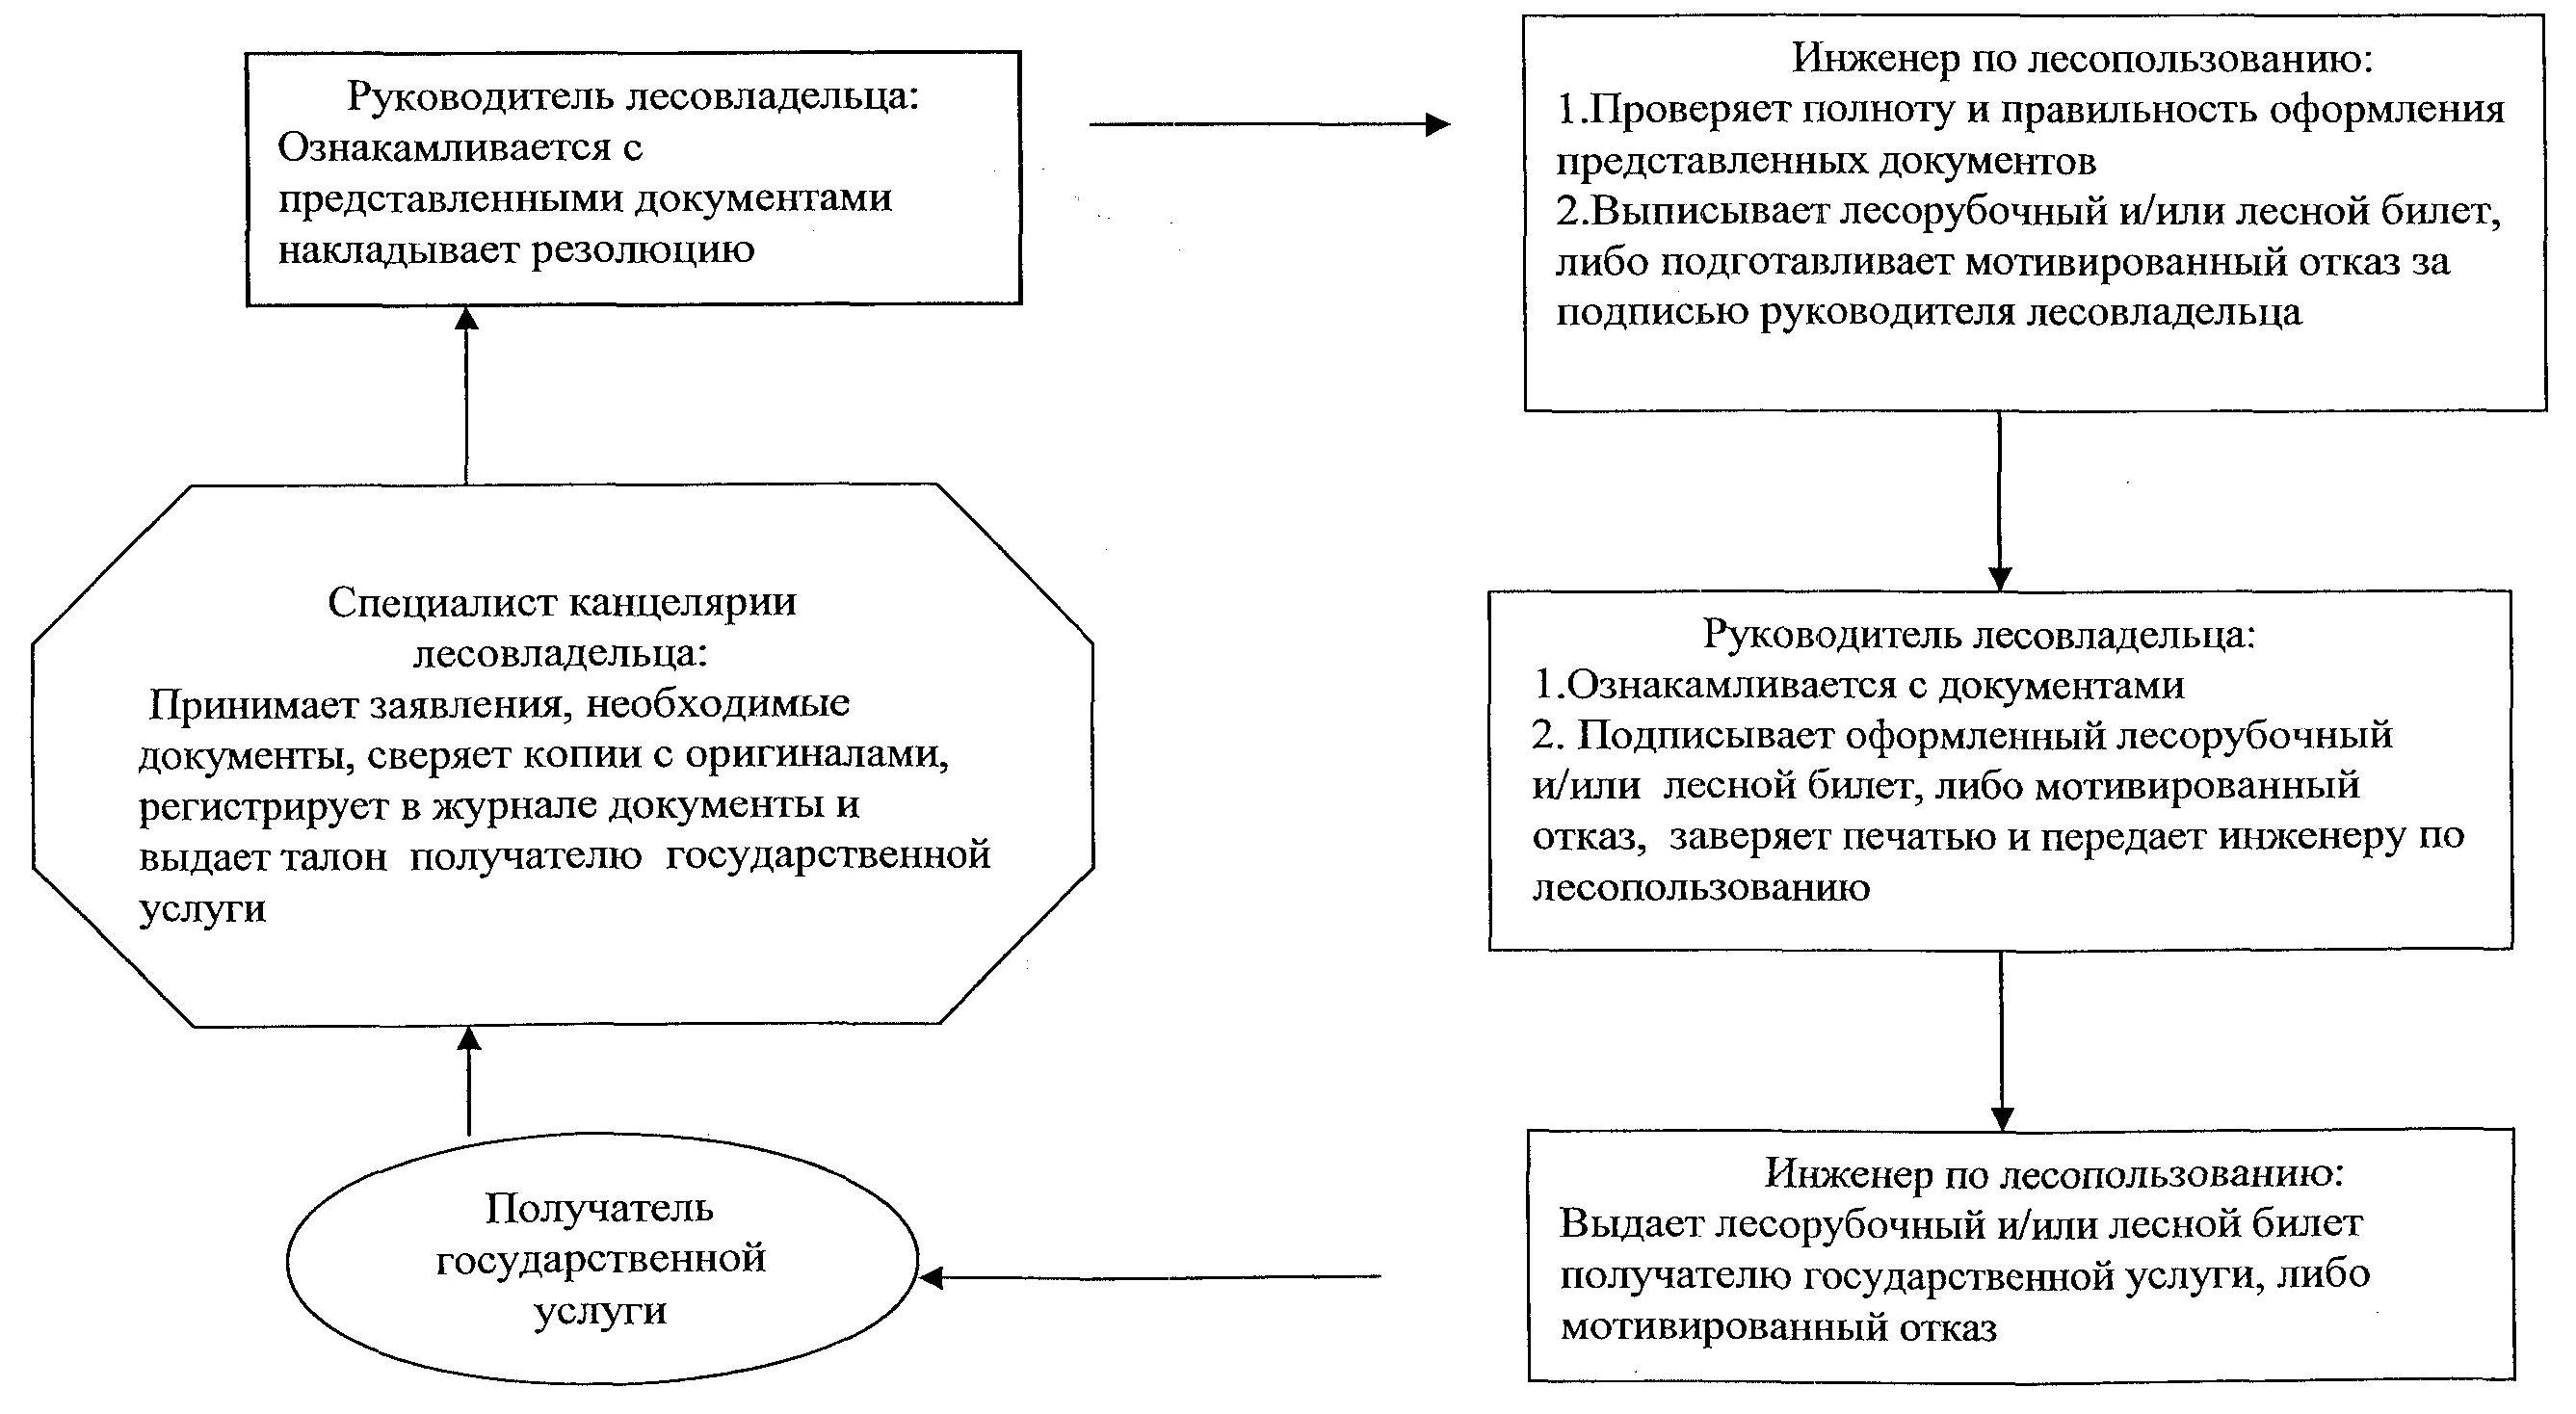 Руководитель лесовладельца:
Ознакамливается с
представленными документами
накладывает резолюцию
Инженер по лесопользованию:
1.Проверяет полноту и правильность оформления
представленных документов
2.Выписывает лесорубочный и/или лесной билет,
либо подготавливает мотивированный отказ за
подписью руководителя лесовладельца
Специалист канцелярии
лесовладельца:
Принимает заявления, необходимые
документы, сверяет копии с оригиналами,
регистрирует в журнале документы и
выдает талон получателю государственной
услуги
Руководитель лесовладельца:
1.Ознакамливается с документами
2. Подписывает оформленный лесорубочный
и/или лесной билет, либо мотивированный
отказ, заверяет печатью и передает инженеру по
лесопользованию
Получатель
государственной
услуги
Инженер по лесопользованию:
Выдает лесорубочный и/или лесной билет
получателю государственной услуги, либо
мотивированный отказ